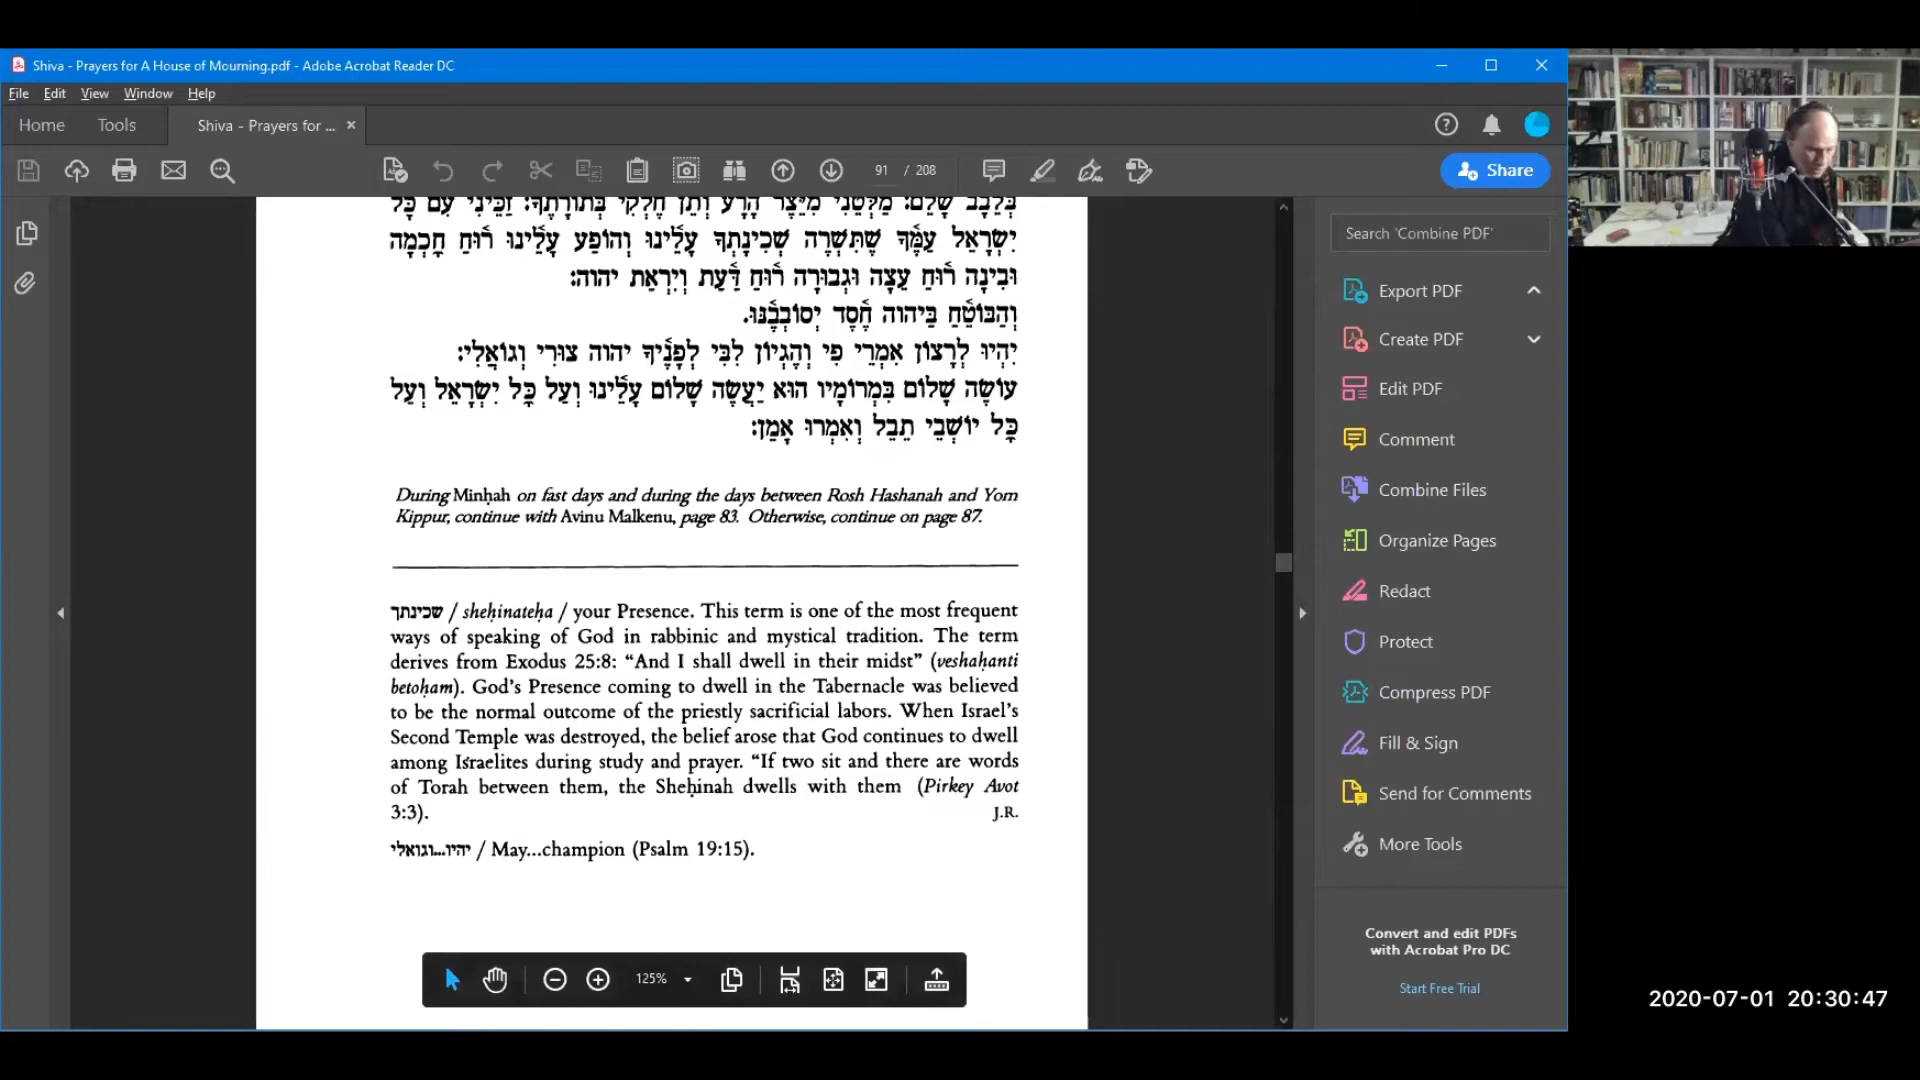 Shiva - Prayers for A House of Mourning.pdf - Adobe Acrobat Reader DC
File Edit View Window Help
Home Tools Shiva - Prayers for ... ×
91 / 208
Share
בְּלֵבָב שָׁלֵם: מַלְּטֵנִי מִיֵּצֶר הָרָע וְתֵן חֶלְקִי בְּתוֹרָתֶךָ: זַכֵּינִי עִם כָּל
יִשְׂרָאֵל עַמֶּךָ שֶׁתִּשְׁרֶה שְׁכִינָתְךָ עָלֵינוּ וְהוֹפַע עָלֵינוּ רוּחַ חָכְמָה
וּבִינָה רוּחַ עֵצָה וּגְבוּרָה רוּחַ דַּעַת וְיִרְאַת יהוה:
וְהַבּוֹטֵחַ בַּיהוה חֶסֶד יְסוֹבְבֶנּוּ.
יִהְיוּ לְרָצוֹן אִמְרֵי פִי וְהֶגְיוֹן לִבִּי לְפָנֶיךָ יהוה צוּרִי וְגוֹאֲלִי:
עוֹשֶׂה שָׁלוֹם בִּמְרוֹמָיו הוּא יַעֲשֶׂה שָׁלוֹם עָלֵינוּ וְעַל כָּל יִשְׂרָאֵל וְעַל
כָּל יוֹשְׁבֵי תֵבֵל וְאִמְרוּ אָמֵן:
During Minḥah on fast days and during the days between Rosh Hashanah and Yom
Kippur, continue with Avinu Malkenu, page 83. Otherwise, continue on page 87.
שכינתך / sheḥinateḥa / your Presence. This term is one of the most frequent
ways of speaking of God in rabbinic and mystical tradition. The term
derives from Exodus 25:8: “And I shall dwell in their midst” (veshaḥanti
betoḥam). God’s Presence coming to dwell in the Tabernacle was believed
to be the normal outcome of the priestly sacrificial labors. When Israel’s
Second Temple was destroyed, the belief arose that God continues to dwell
among Israelites during study and prayer. “If two sit and there are words
of Torah between them, the Sheḥinah dwells with them (Pirkey Avot
3:3). J.R.
יהיו...וגואלי / May...champion (Psalm 19:15).
125%
Search 'Combine PDF'
Export PDF
Create PDF
Edit PDF
Comment
Combine Files
Organize Pages
Redact
Protect
Compress PDF
Fill & Sign
Send for Comments
More Tools
Convert and edit PDFs
with Acrobat Pro DC
Start Free Trial
2020-07-01 20:30:47